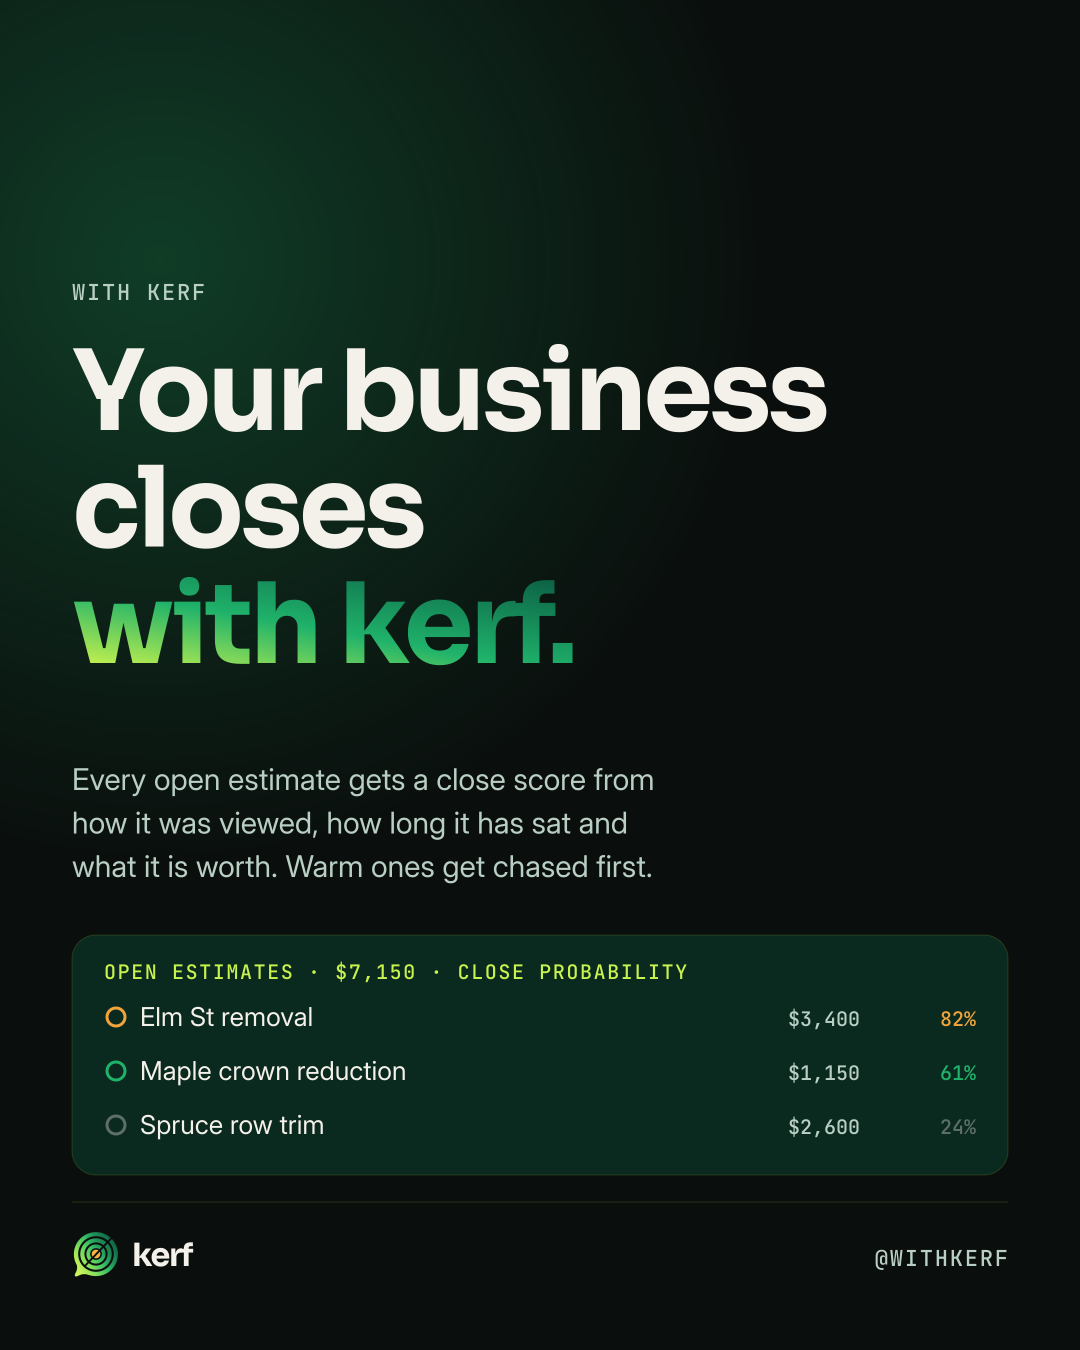 WITH KERF
Your business
closes
with kerf.
Every open estimate gets a close score from
how it was viewed, how long it has sat and
what it is worth. Warm ones get chased first.
OPEN ESTIMATES · $7,150 · CLOSE PROBABILITY
Elm St removal $3,400 82%
Maple crown reduction $1,150 61%
Spruce row trim $2,600 24%
kerf @WITHKERF